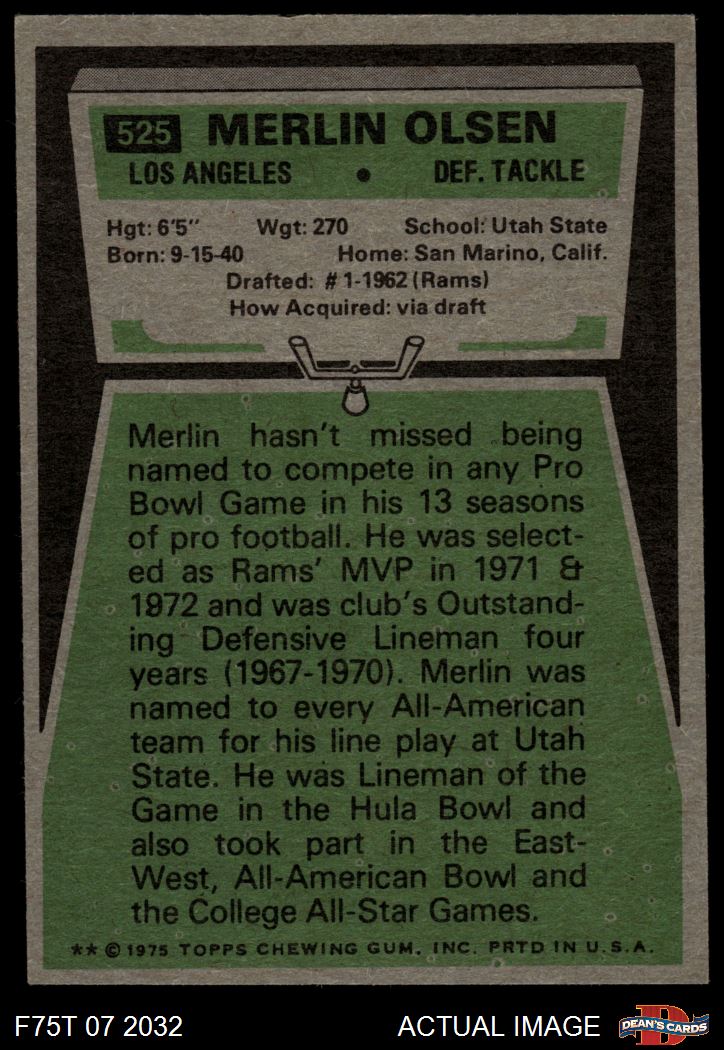 525 MERLIN OLSEN
LOS ANGELES • DEF. TACKLE
Hgt: 6'5" Wgt: 270 School: Utah State
Born: 9-15-40 Home: San Marino, Calif.
Drafted: #1-1962 (Rams)
How Acquired: via draft
Merlin hasn't missed being
named to compete in any Pro
Bowl Game in his 13 seasons
of pro football. He was select-
ed as Rams' MVP in 1971 &
1972 and was club's Outstand-
ing Defensive Lineman four
years (1967-1970). Merlin was
named to every All-American
team for his line play at Utah
State. He was Lineman of the
Game in the Hula Bowl and
also took part in the East-
West, All-American Bowl and
the College All-Star Games.
** © 1975 TOPPS CHEWING GUM, INC. PRTD IN U.S.A.
F75T 07 2032 ACTUAL IMAGE D DEAN'S CARDS